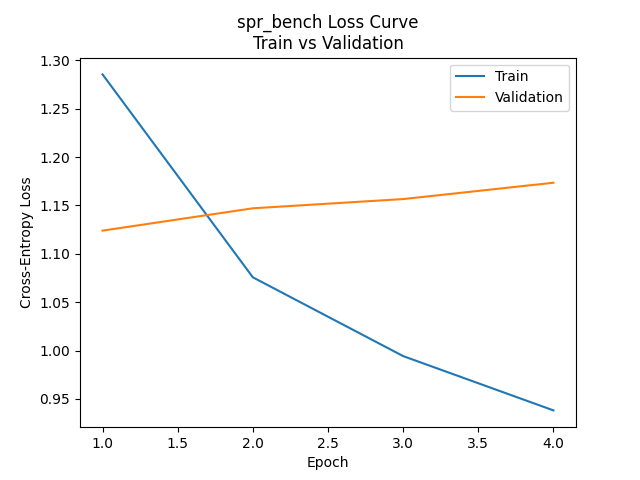 spr_bench Loss Curve
Train vs Validation
Train
Validation
Cross-Entropy Loss
1.30
1.25
1.20
1.15
1.10
1.05
1.00
0.95
1.0 1.5 2.0 2.5 3.0 3.5 4.0
Epoch